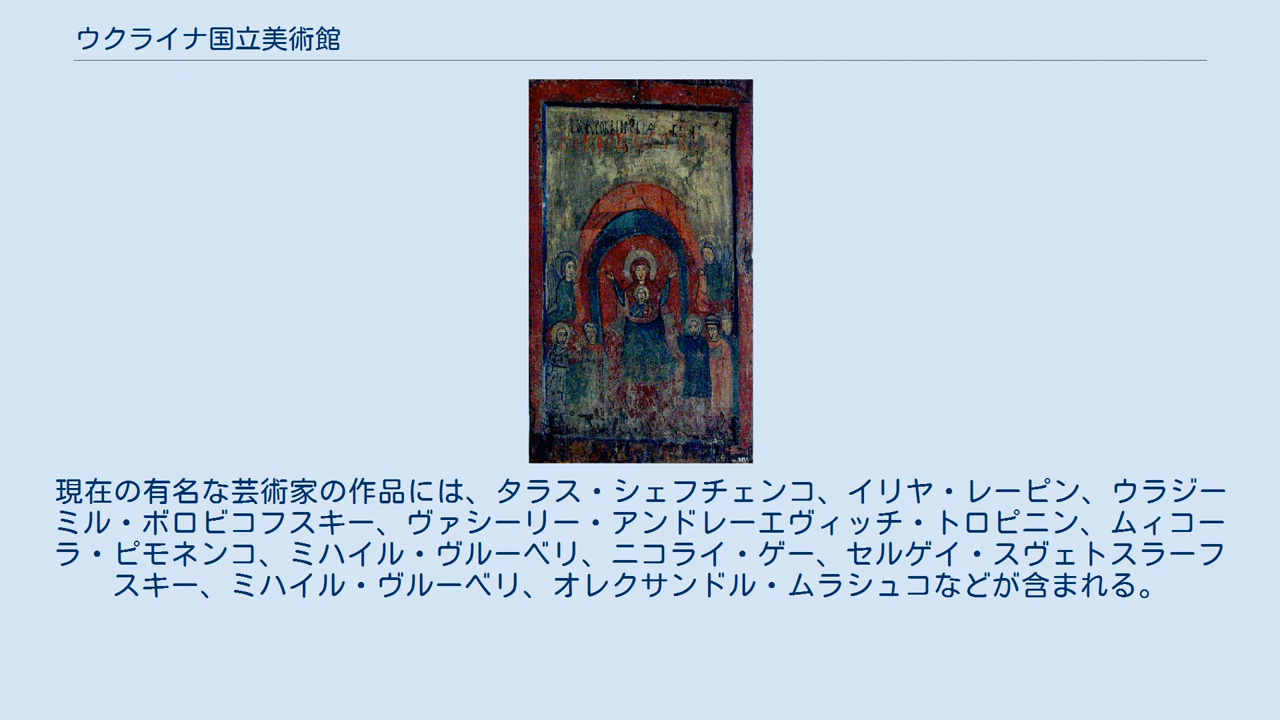 ウクライナ国立美術館
現在の有名な芸術家の作品には、タラス・シェフチェンコ、イリヤ・レーピン、ウラジー
ミル・ボロビコフスキー、ヴァシーリー・アンドレーエヴィッチ・トロピニン、ムィコー
ラ・ピモネンコ、ミハイル・ヴルーベリ、ニコライ・ゲー、セルゲイ・スヴェトスラーフ
スキー、ミハイル・ヴルーベリ、オレクサンドル・ムラシュコなどが含まれる。